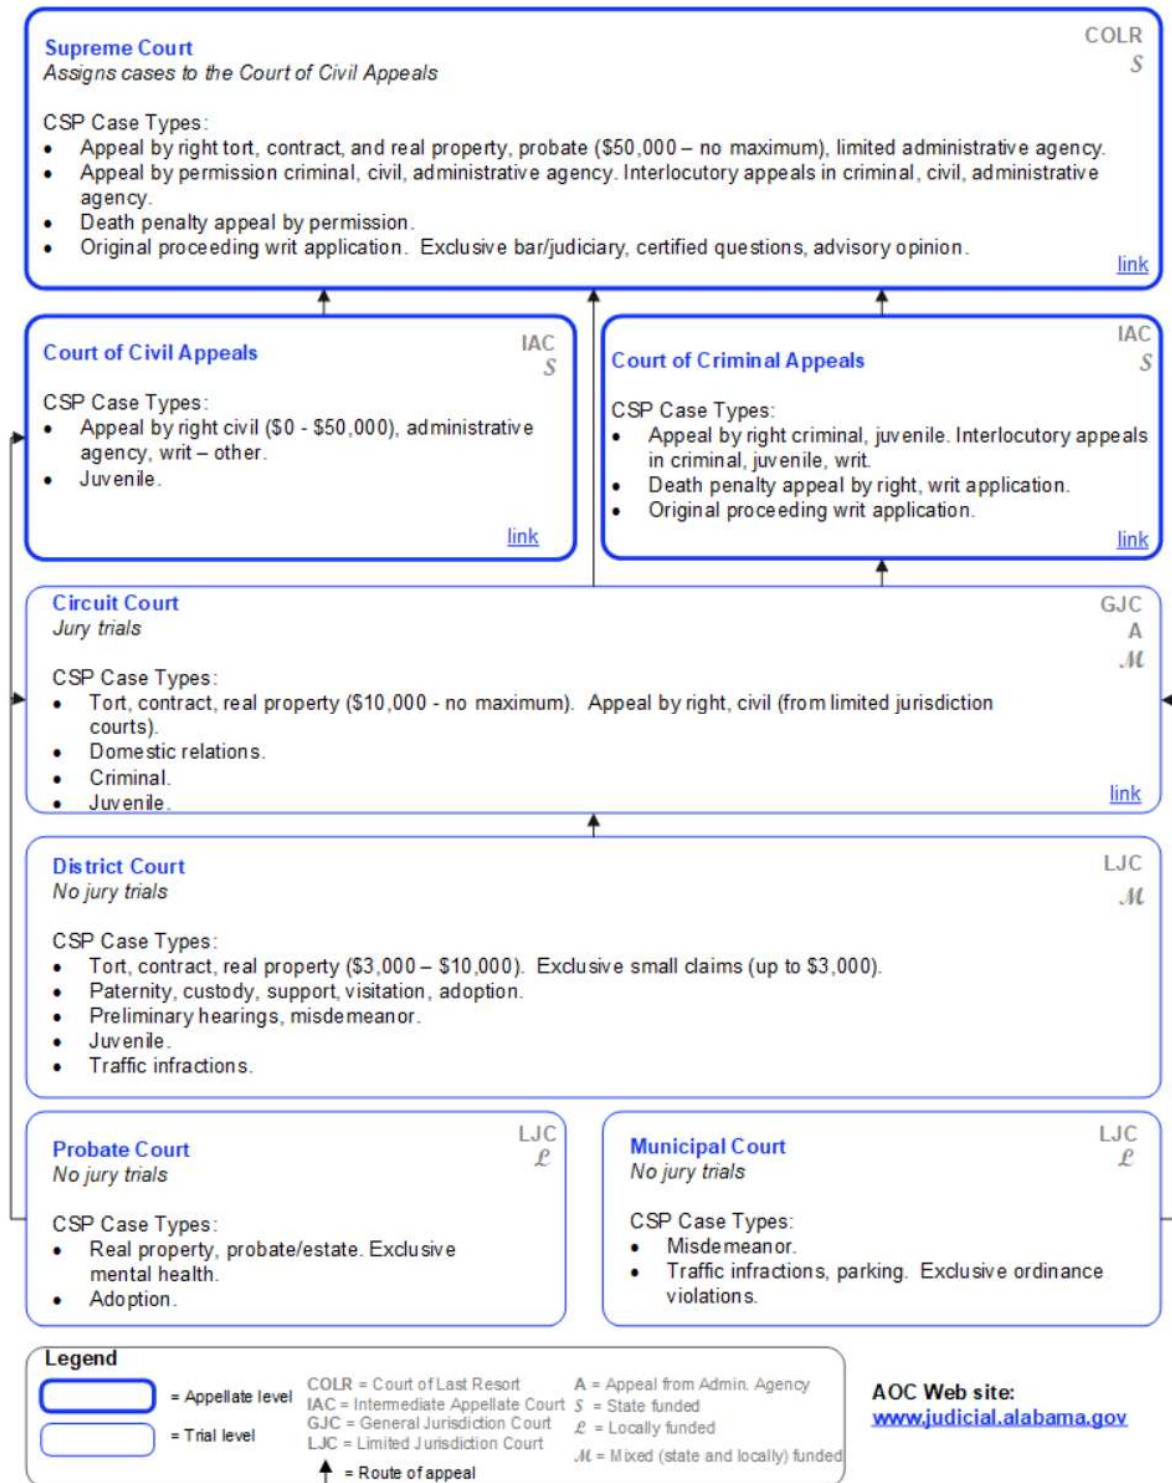 Supreme Court
COLR
S
Assigns cases to the Court of Civil Appeals
CSP Case Types:
• Appeal by right tort, contract, and real property, probate ($50,000 – no maximum), limited administrative agency.
• Appeal by permission criminal, civil, administrative agency. Interlocutory appeals in criminal, civil, administrative
agency.
• Death penalty appeal by permission.
• Original proceeding writ application. Exclusive bar/judiciary, certified questions, advisory opinion.
link
Court of Civil Appeals
IAC
S
CSP Case Types:
• Appeal by right civil ($0 - $50,000), administrative
agency, writ – other.
• Juvenile.
link
Court of Criminal Appeals
IAC
S
CSP Case Types:
• Appeal by right criminal, juvenile. Interlocutory appeals
in criminal, juvenile, writ.
• Death penalty appeal by right, writ application.
• Original proceeding writ application.
link
Circuit Court
GJC
A
M
Jury trials
CSP Case Types:
• Tort, contract, real property ($10,000 - no maximum). Appeal by right, civil (from limited jurisdiction
courts).
• Domestic relations.
• Criminal.
• Juvenile.
link
District Court
LJC
M
No jury trials
CSP Case Types:
• Tort, contract, real property ($3,000 – $10,000). Exclusive small claims (up to $3,000).
• Paternity, custody, support, visitation, adoption.
• Preliminary hearings, misdemeanor.
• Juvenile.
• Traffic infractions.
Probate Court
LJC
£
No jury trials
CSP Case Types:
• Real property, probate/estate. Exclusive
mental health.
• Adoption.
Municipal Court
LJC
£
No jury trials
CSP Case Types:
• Misdemeanor.
• Traffic infractions, parking. Exclusive ordinance
violations.
Legend
= Appellate level
= Trial level
COLR = Court of Last Resort
IAC = Intermediate Appellate Court
GJC = General Jurisdiction Court
LJC = Limited Jurisdiction Court
= Route of appeal
A = Appeal from Admin. Agency
S = State funded
£ = Locally funded
M = Mixed (state and locally) funded
AOC Web site:
www.judicial.alabama.gov